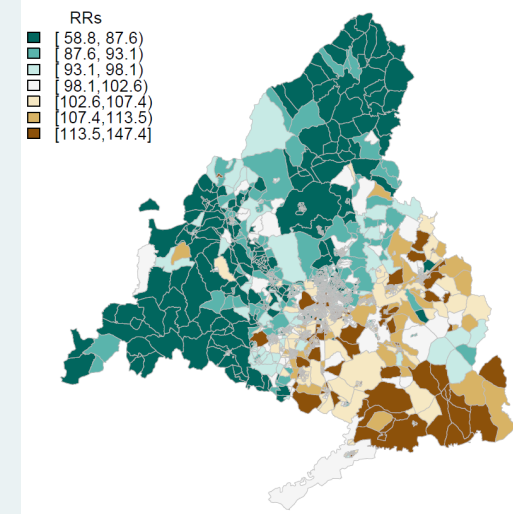 RRs
[ 58.8, 87.6)
[ 87.6, 93.1)
[ 93.1, 98.1)
[ 98.1,102.6)
[102.6,107.4)
[107.4,113.5)
[113.5,147.4]